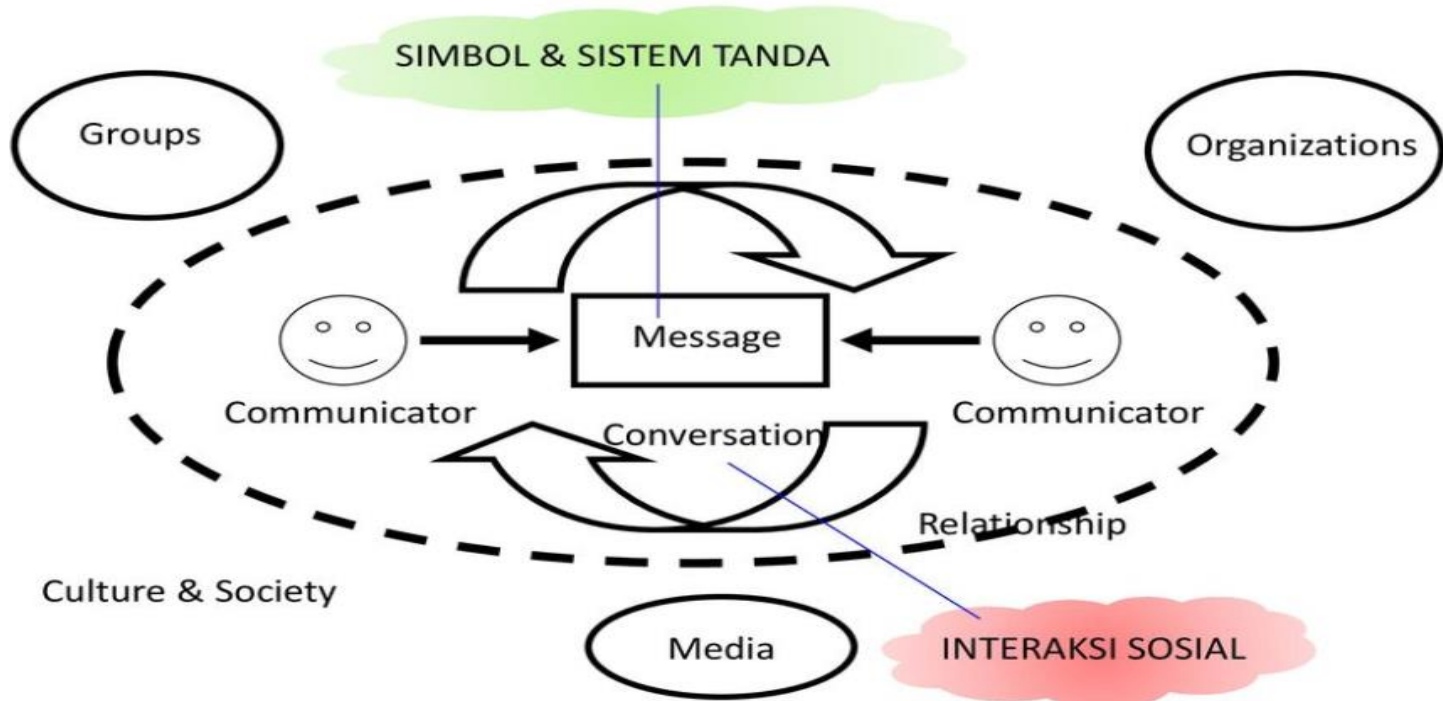 SIMBOL & SISTEM TANDA
Groups
Organizations
Message
Communicator
Communicator
Conversation
Relationship
Culture & Society
Media
INTERAKSI SOSIAL